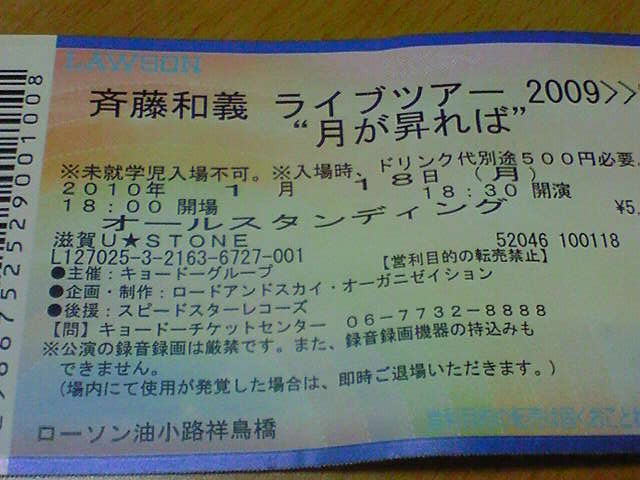 LAWSON
斉藤和義 ライブツアー 2009>>
“月が昇れば”
※未就学児入場不可。※入場時、ドリンク代別途500円必要。
2010年 1月 18日(月)
18:00 開場 18:30 開演
オールスタンディング ¥5,
滋賀U★STONE 52046 100118
L127025-3-2163-6727-001 【営利目的の転売禁止】
●主催:キョードーグループ
●企画・制作:ロードアンドスカイ・オーガニゼイション
●後援:スピードスターレコーズ
【問】キョードーチケットセンター 06-7732-8888
※公演の録音録画は厳禁です。また、録音録画機器の持込みも
できません。
(場内にて使用が発覚した場合は、即時ご退場いただきます。)
ローソン油小路祥鳥橋